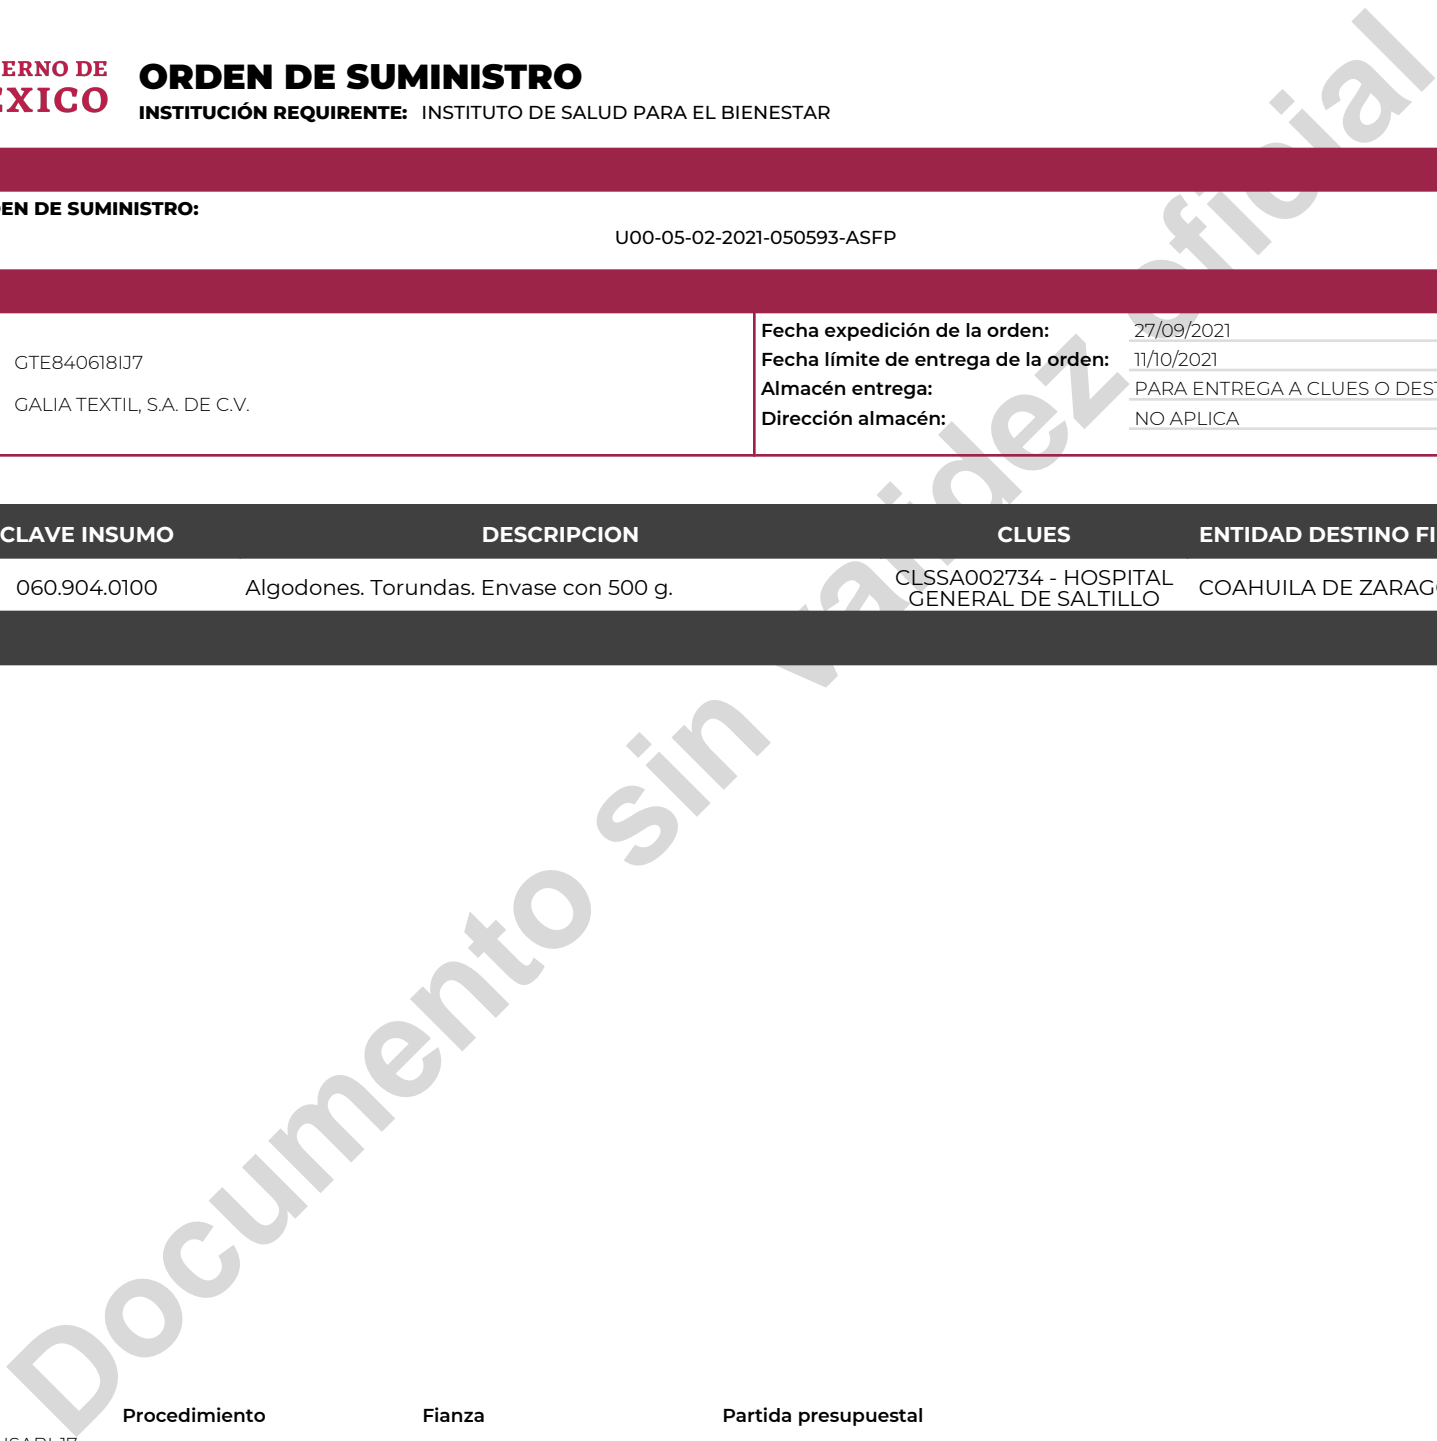 ERNO DE
EXICO
ORDEN DE SUMINISTRO
INSTITUCIÓN REQUIRENTE: INSTITUTO DE SALUD PARA EL BIENESTAR
EN DE SUMINISTRO:
U00-05-02-2021-050593-ASFP
GTE840618IJ7
GALIA TEXTIL, S.A. DE C.V.
Fecha expedición de la orden: 27/09/2021
Fecha límite de entrega de la orden: 11/10/2021
Almacén entrega: PARA ENTREGA A CLUES O DEST
Dirección almacén: NO APLICA
CLAVE INSUMO DESCRIPCION CLUES ENTIDAD DESTINO FI
060.904.0100 Algodones. Torundas. Envase con 500 g. CLSSA002734 - HOSPITAL GENERAL DE SALTILLO COAHUILA DE ZARAG
Documento sin validez oficial
Procedimiento Fianza Partida presupuestal